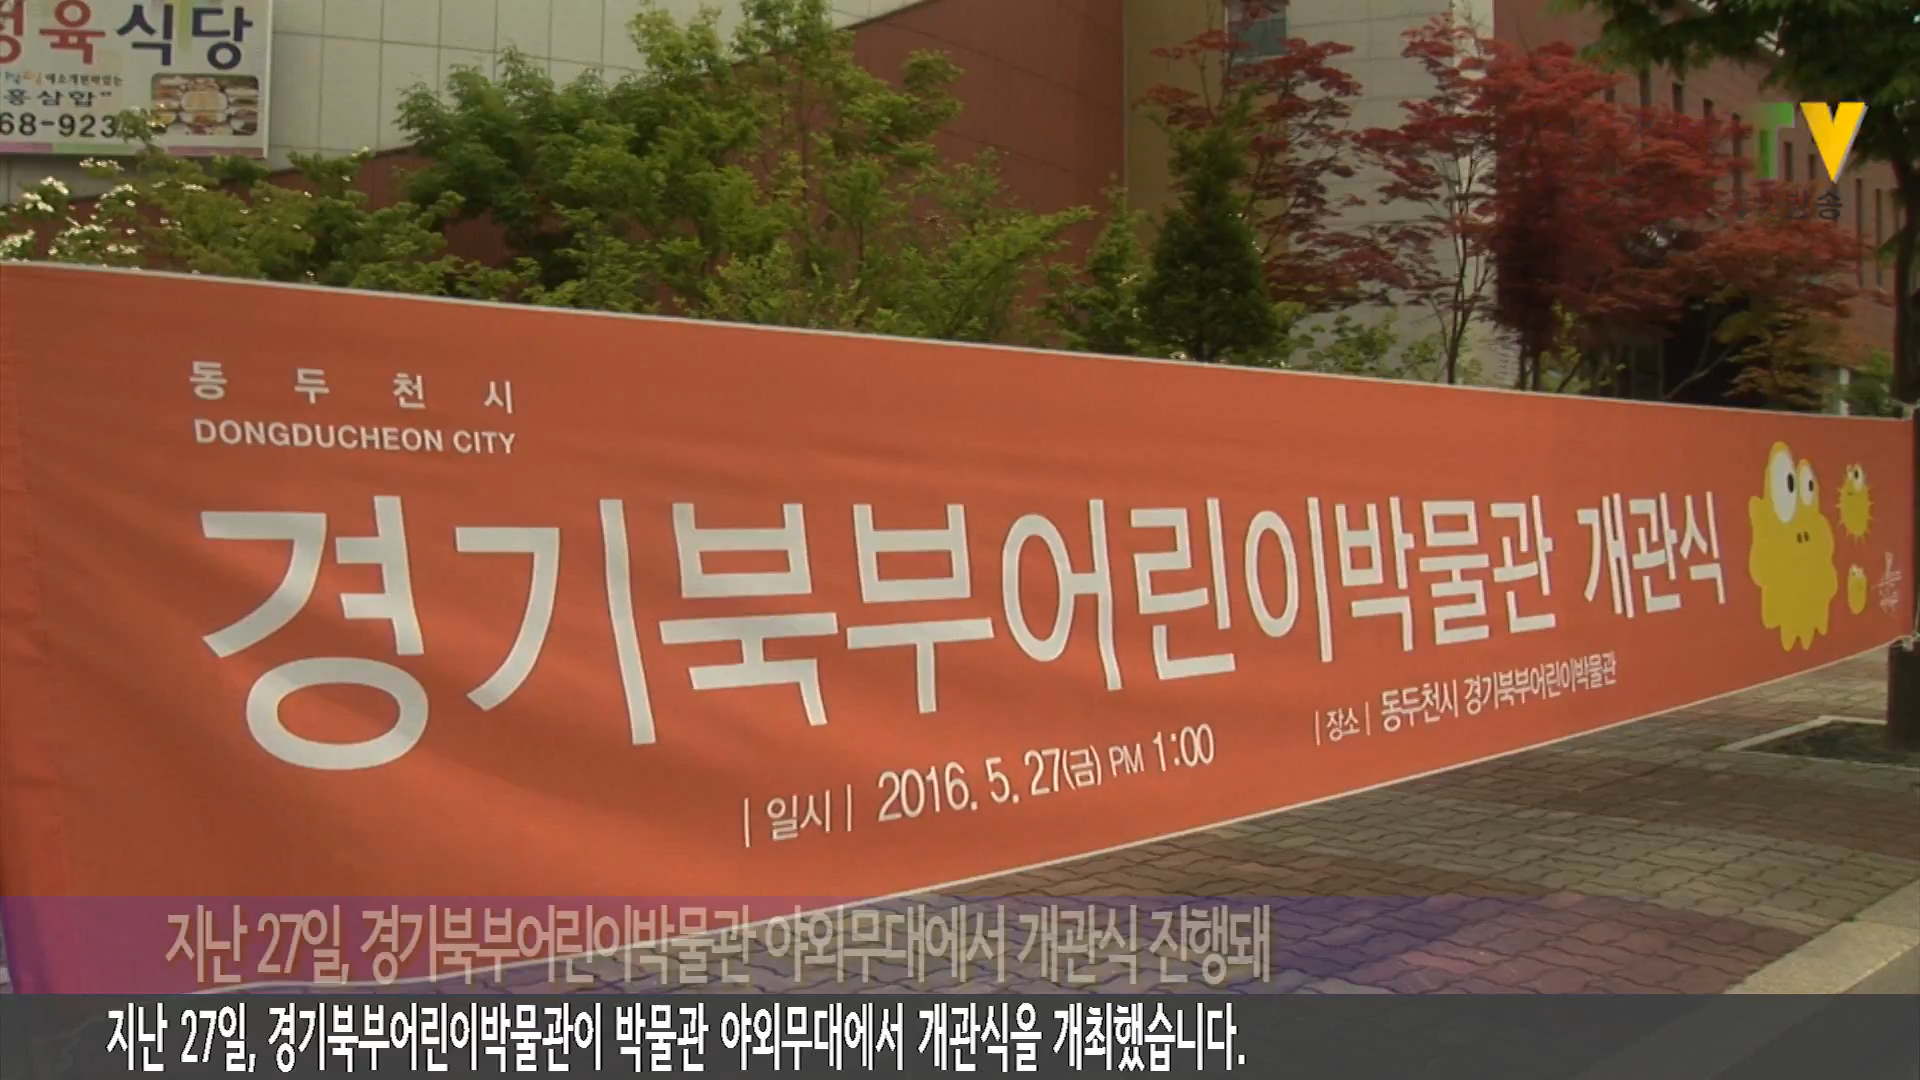 육식당
홍삼합"
68-923
TV
동두천시
DONGDUCHEON CITY
경기북부어린이박물관 개관식
|일시| 2016. 5. 27(금) PM 1:00
|장소| 동두천시 경기북부어린이박물관
지난 27일, 경기북부어린이박물관 야외무대에서 개관식 진행돼
지난 27일, 경기북부어린이박물관이 박물관 야외무대에서 개관식을 개최했습니다.